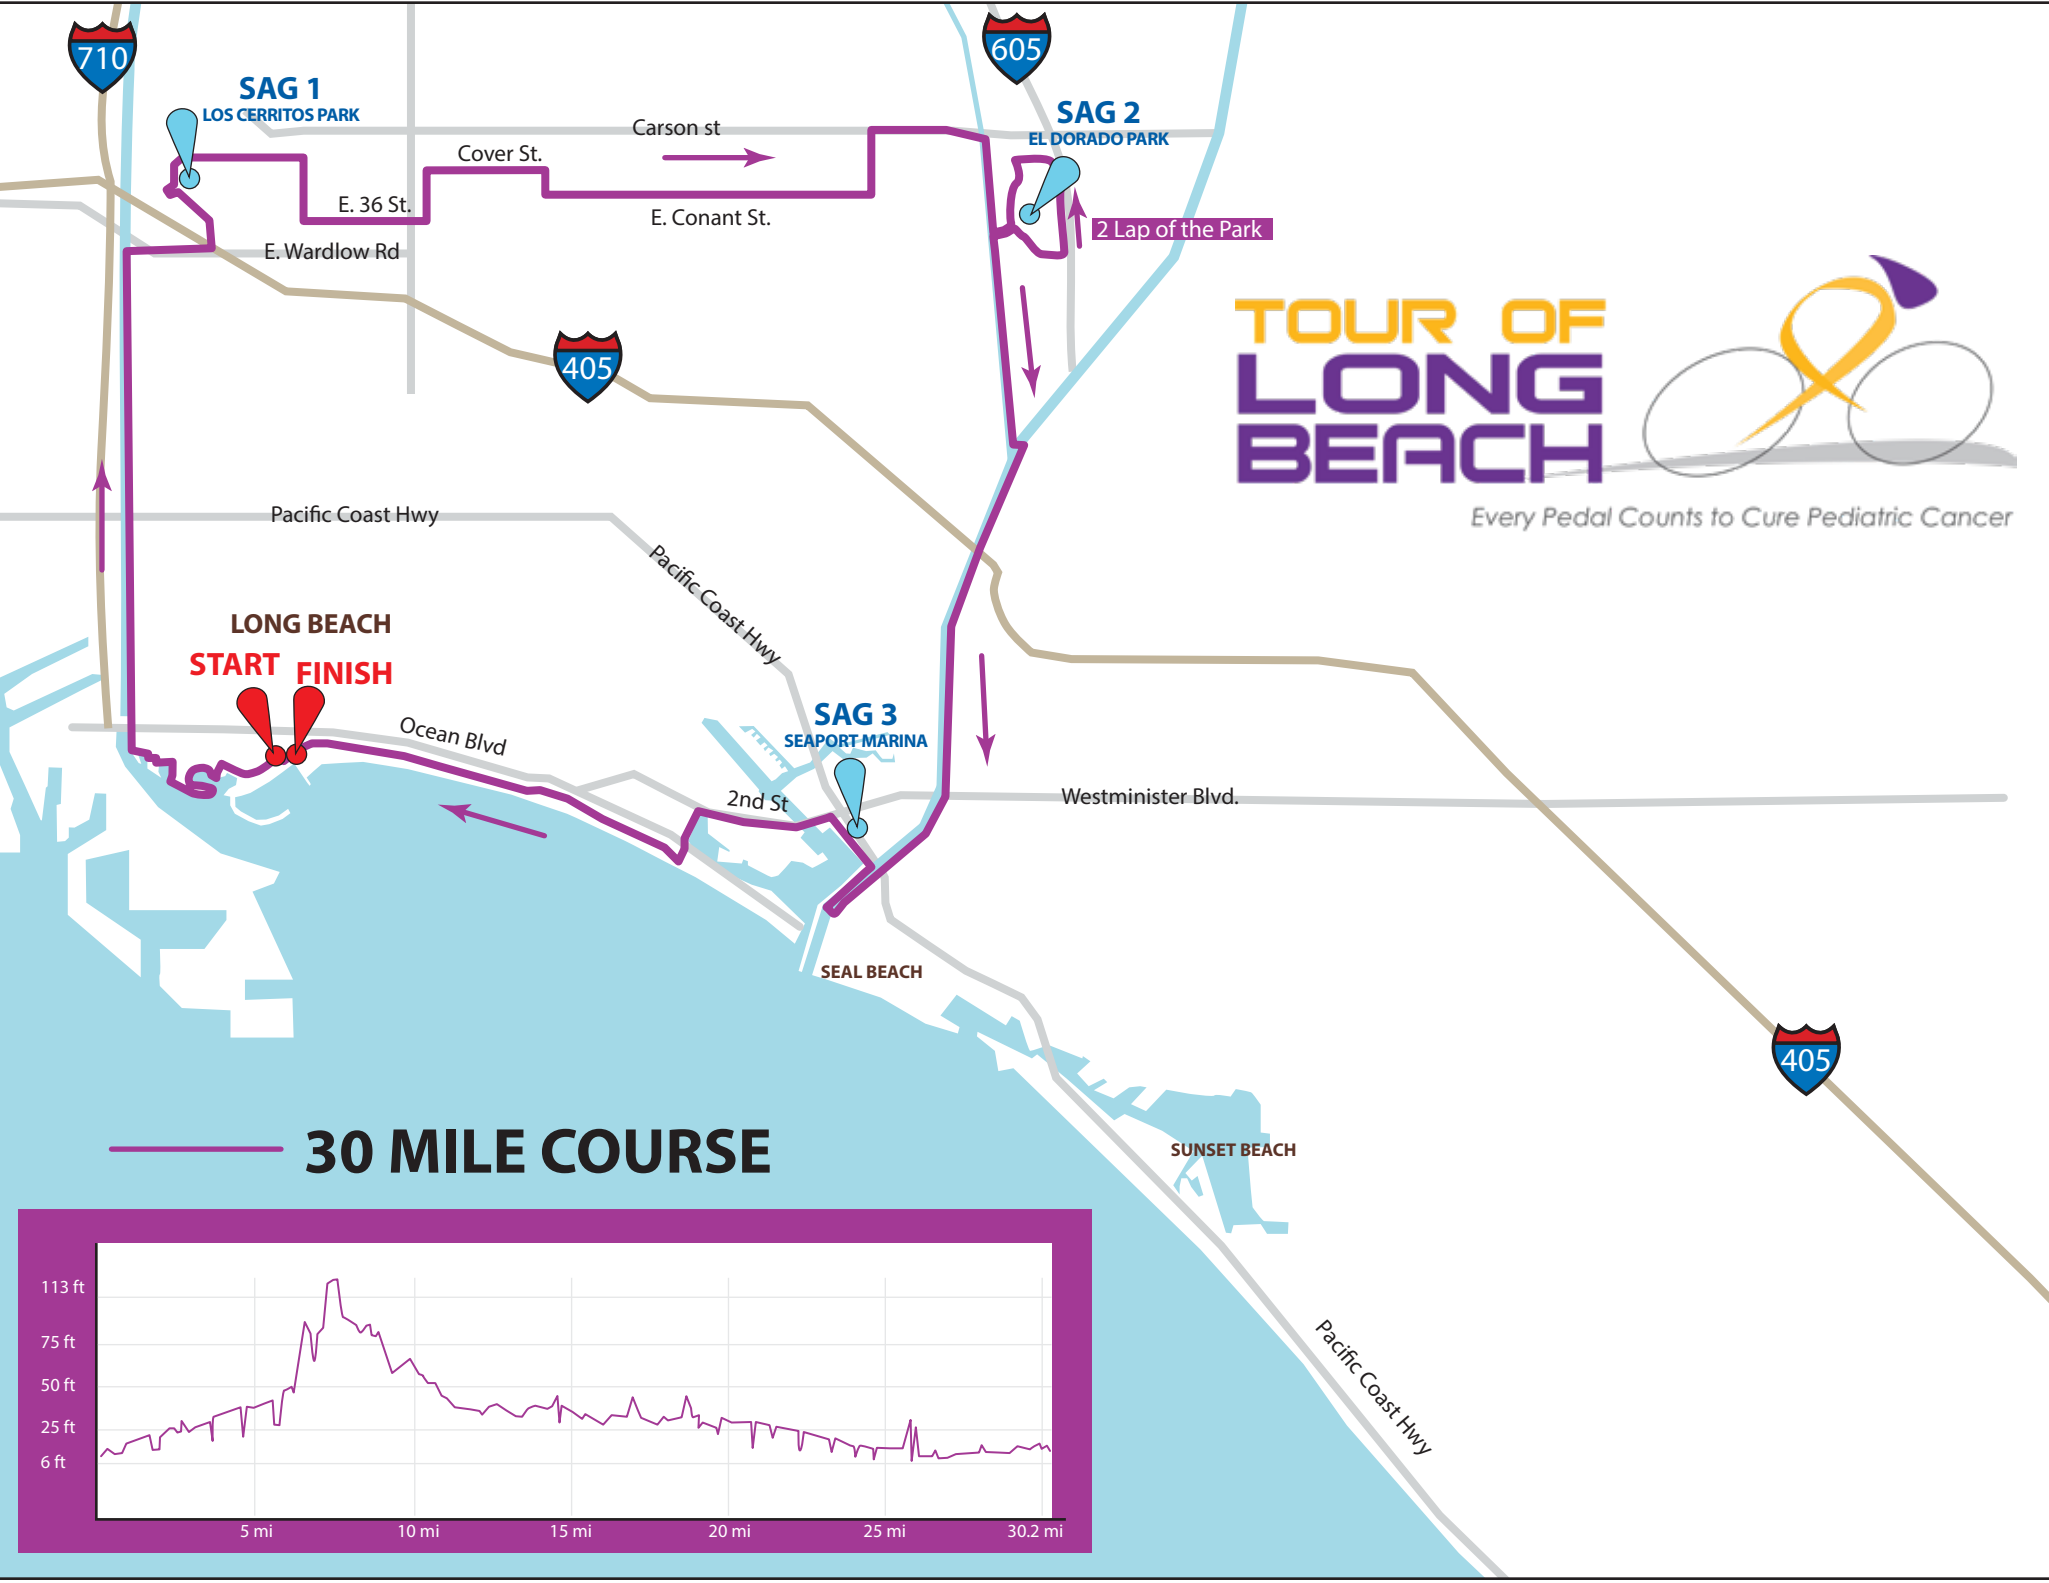 710
605
SAG 1
LOS CERRITOS PARK
SAG 2
EL DORADO PARK
Carson st
Cover St.
E. 36 St.
E. Conant St.
2 Lap of the Park
E. Wardlow Rd
405
TOUR OF
LONG
BEACH
Every Pedal Counts to Cure Pediatric Cancer
Pacific Coast Hwy
Pacific Coast Hwy
LONG BEACH
START
FINISH
Ocean Blvd
SAG 3
SEAPORT MARINA
2nd St
Westminister Blvd.
SEAL BEACH
405
SUNSET BEACH
Pacific Coast Hwy
30 MILE COURSE
113 ft
75 ft
50 ft
25 ft
6 ft
5 mi
10 mi
15 mi
20 mi
25 mi
30.2 mi